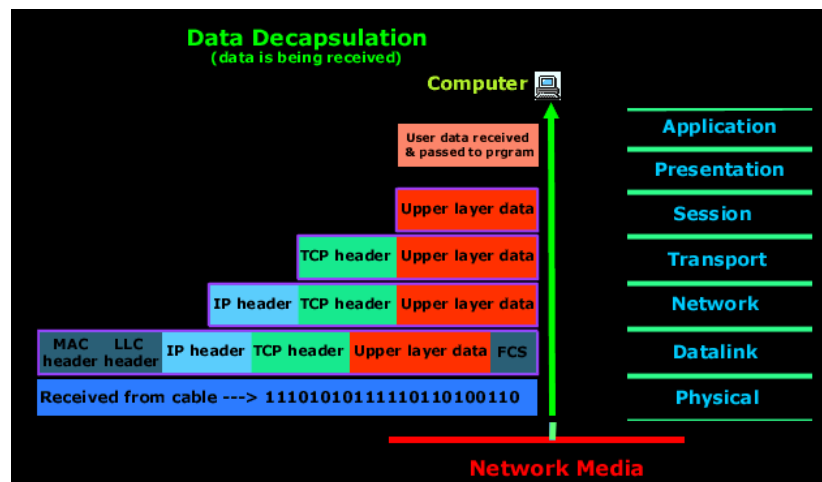 Data Decapsulation
(data is being received)
Computer
User data received
& passed to prgram
Application
Presentation
Upper layer data
Session
TCP header Upper layer data
Transport
IP header TCP header Upper layer data
Network
MAC header LLC header IP header TCP header Upper layer data FCS
Datalink
Received from cable ---> 11101010111110110100110
Physical
Network Media